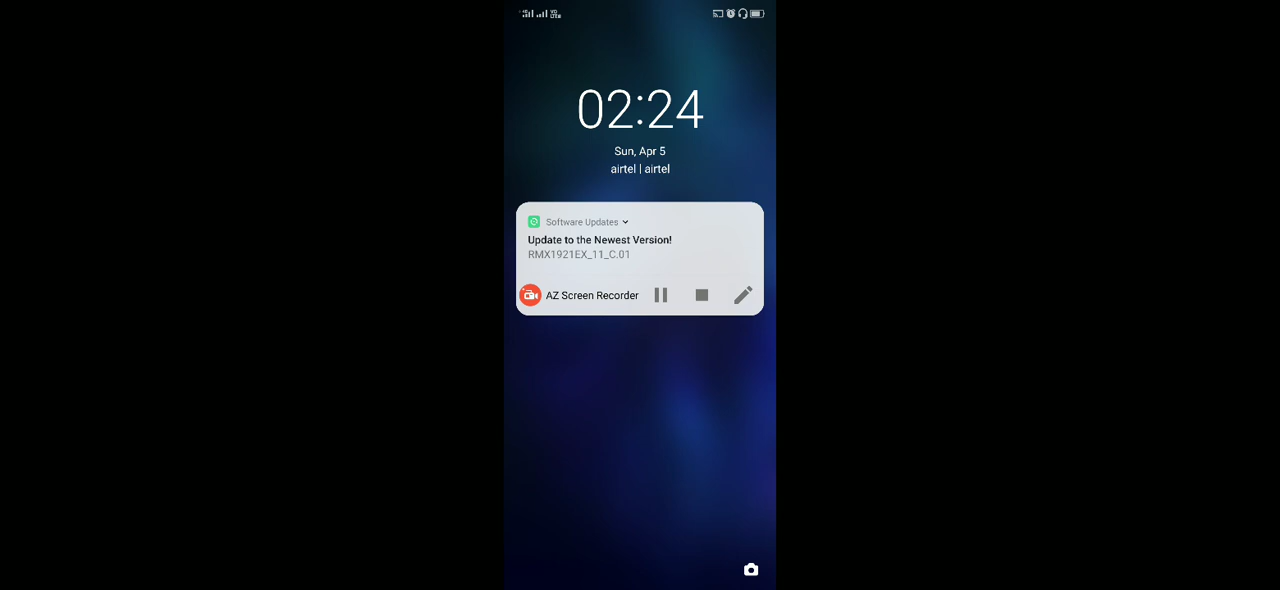 02:24
Sun, Apr 5
airtel | airtel
Software Updates
Update to the Newest Version!
RMX1921EX_11_C.01
AZ Screen Recorder